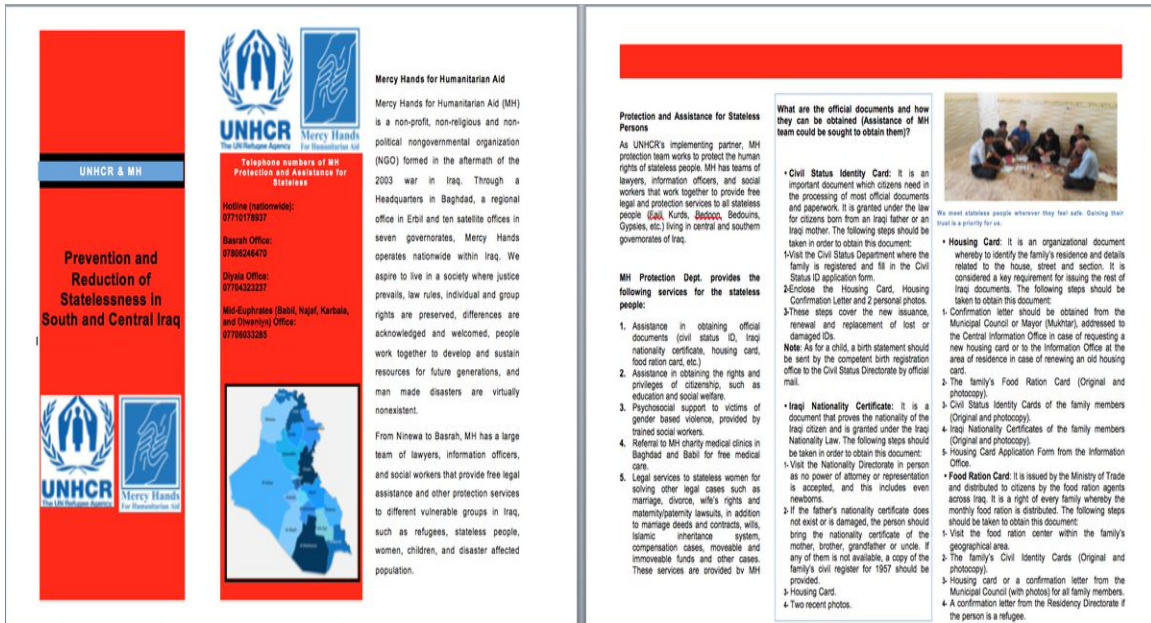 UNHCR & MH
Prevention and
Reduction of
Statelessness in
South and Central Iraq
UNHCR
The UN Refugee Agency
Mercy Hands
For Humanitarian Aid
UNHCR
The UN Refugee Agency
Mercy Hands
For Humanitarian Aid
Telephone numbers of MH
Protection and Assistance for
Stateless
Hotline (nationwide):
07710178937
Basrah Office:
07806246470
Diyala Office:
07704323237
Mid-Euphrates (Babil, Najaf, Karbala,
and Diwaniya) Office:
07706033285
Mercy Hands for Humanitarian Aid
Mercy Hands for Humanitarian Aid (MH)
is a non-profit, non-religious and non-
political nongovernmental organization
(NGO) formed in the aftermath of the
2003 war in Iraq. Through a
Headquarters in Baghdad, a regional
office in Erbil and ten satellite offices in
seven governorates, Mercy Hands
operates nationwide within Iraq. We
aspire to live in a society where justice
prevails, law rules, individual and group
rights are preserved, differences are
acknowledged and welcomed, people
work together to develop and sustain
resources for future generations, and
man made disasters are virtually
nonexistent.
From Ninewa to Basrah, MH has a large
team of lawyers, information officers,
and social workers that provide free legal
assistance and other protection services
to different vulnerable groups in Iraq,
such as refugees, stateless people,
women, children, and disaster affected
population.
Protection and Assistance for Stateless
Persons
As UNHCR's implementing partner, MH
protection team works to protect the human
rights of stateless people. MH has teams of
lawyers, information officers, and social
workers that work together to provide free
legal and protection services to all stateless
people (Faili Kurds, Bedoon, Bedouins,
Gypsies, etc.) living in central and southern
governorates of Iraq.
MH Protection Dept. provides the
following services for the stateless
people:
1. Assistance in obtaining official
documents (civil status ID, Iraqi
nationality certificate, housing card,
food ration card, etc.)
2. Assistance in obtaining the rights and
privileges of citizenship, such as
education and social welfare.
3. Psychosocial support to victims of
gender based violence, provided by
trained social workers.
4. Referral to MH charity medical clinics in
Baghdad and Babil for free medical
care.
5. Legal services to stateless women for
solving other legal cases such as
marriage, divorce, wife's rights and
maternity/paternity lawsuits, in addition
to marriage deeds and contracts, wills,
Islamic inheritance system,
compensation cases, moveable and
immoveable funds and other cases.
These services are provided by MH
What are the official documents and how
they can be obtained (Assistance of MH
team could be sought to obtain them)?
• Civil Status Identity Card: It is an
important document which citizens need in
the processing of most official documents
and paperwork. It is granted under the law
for citizens born from an Iraqi father or an
Iraqi mother. The following steps should be
taken in order to obtain this document:
1-Visit the Civil Status Department where the
family is registered and fill in the Civil
Status ID application form.
2-Enclose the Housing Card, Housing
Confirmation Letter and 2 personal photos.
3-These steps cover the new issuance,
renewal and replacement of lost or
damaged IDs.
Note: As for a child, a birth statement should
be sent by the competent birth registration
office to the Civil Status Directorate by official
mail.
• Iraqi Nationality Certificate: It is a
document that proves the nationality of the
Iraqi citizen and is granted under the Iraqi
Nationality Law. The following steps should
be taken in order to obtain this document:
1- Visit the Nationality Directorate in person
as no power of attorney or representation
is accepted, and this includes even
newborns.
2- If the father's nationality certificate does
not exist or is damaged, the person should
bring the nationality certificate of the
mother, brother, grandfather or uncle. If
any of them is not available, a copy of the
family's civil register for 1957 should be
provided.
3- Housing Card.
4- Two recent photos.
We meet stateless people wherever they feel safe. Gaining their
trust is a priority for us.
• Housing Card: It is an organizational document
whereby to identify the family's residence and details
related to the house, street and section. It is
considered a key requirement for issuing the rest of
Iraqi documents. The following steps should be
taken to obtain this document:
1- Confirmation letter should be obtained from the
Municipal Council or Mayor (Mukhtar), addressed to
the Central Information Office in case of requesting a
new housing card or to the Information Office at the
area of residence in case of renewing an old housing
card.
2- The family's Food Ration Card (Original and
photocopy).
3- Civil Status Identity Cards of the family members
(Original and photocopy).
4- Iraqi Nationality Certificates of the family members
(Original and photocopy).
5- Housing Card Application Form from the Information
Office.
• Food Ration Card: It is issued by the Ministry of Trade
and distributed to citizens by the food ration agents
across Iraq. It is a right of every family whereby the
monthly food ration is distributed. The following steps
should be taken to obtain this document:
1- Visit the food ration center within the family's
geographical area.
2- The family's Civil Identity Cards (Original and
photocopy).
3- Housing card or a confirmation letter from the
Municipal Council (with photos) for all family members.
4- A confirmation letter from the Residency Directorate if
the person is a refugee.